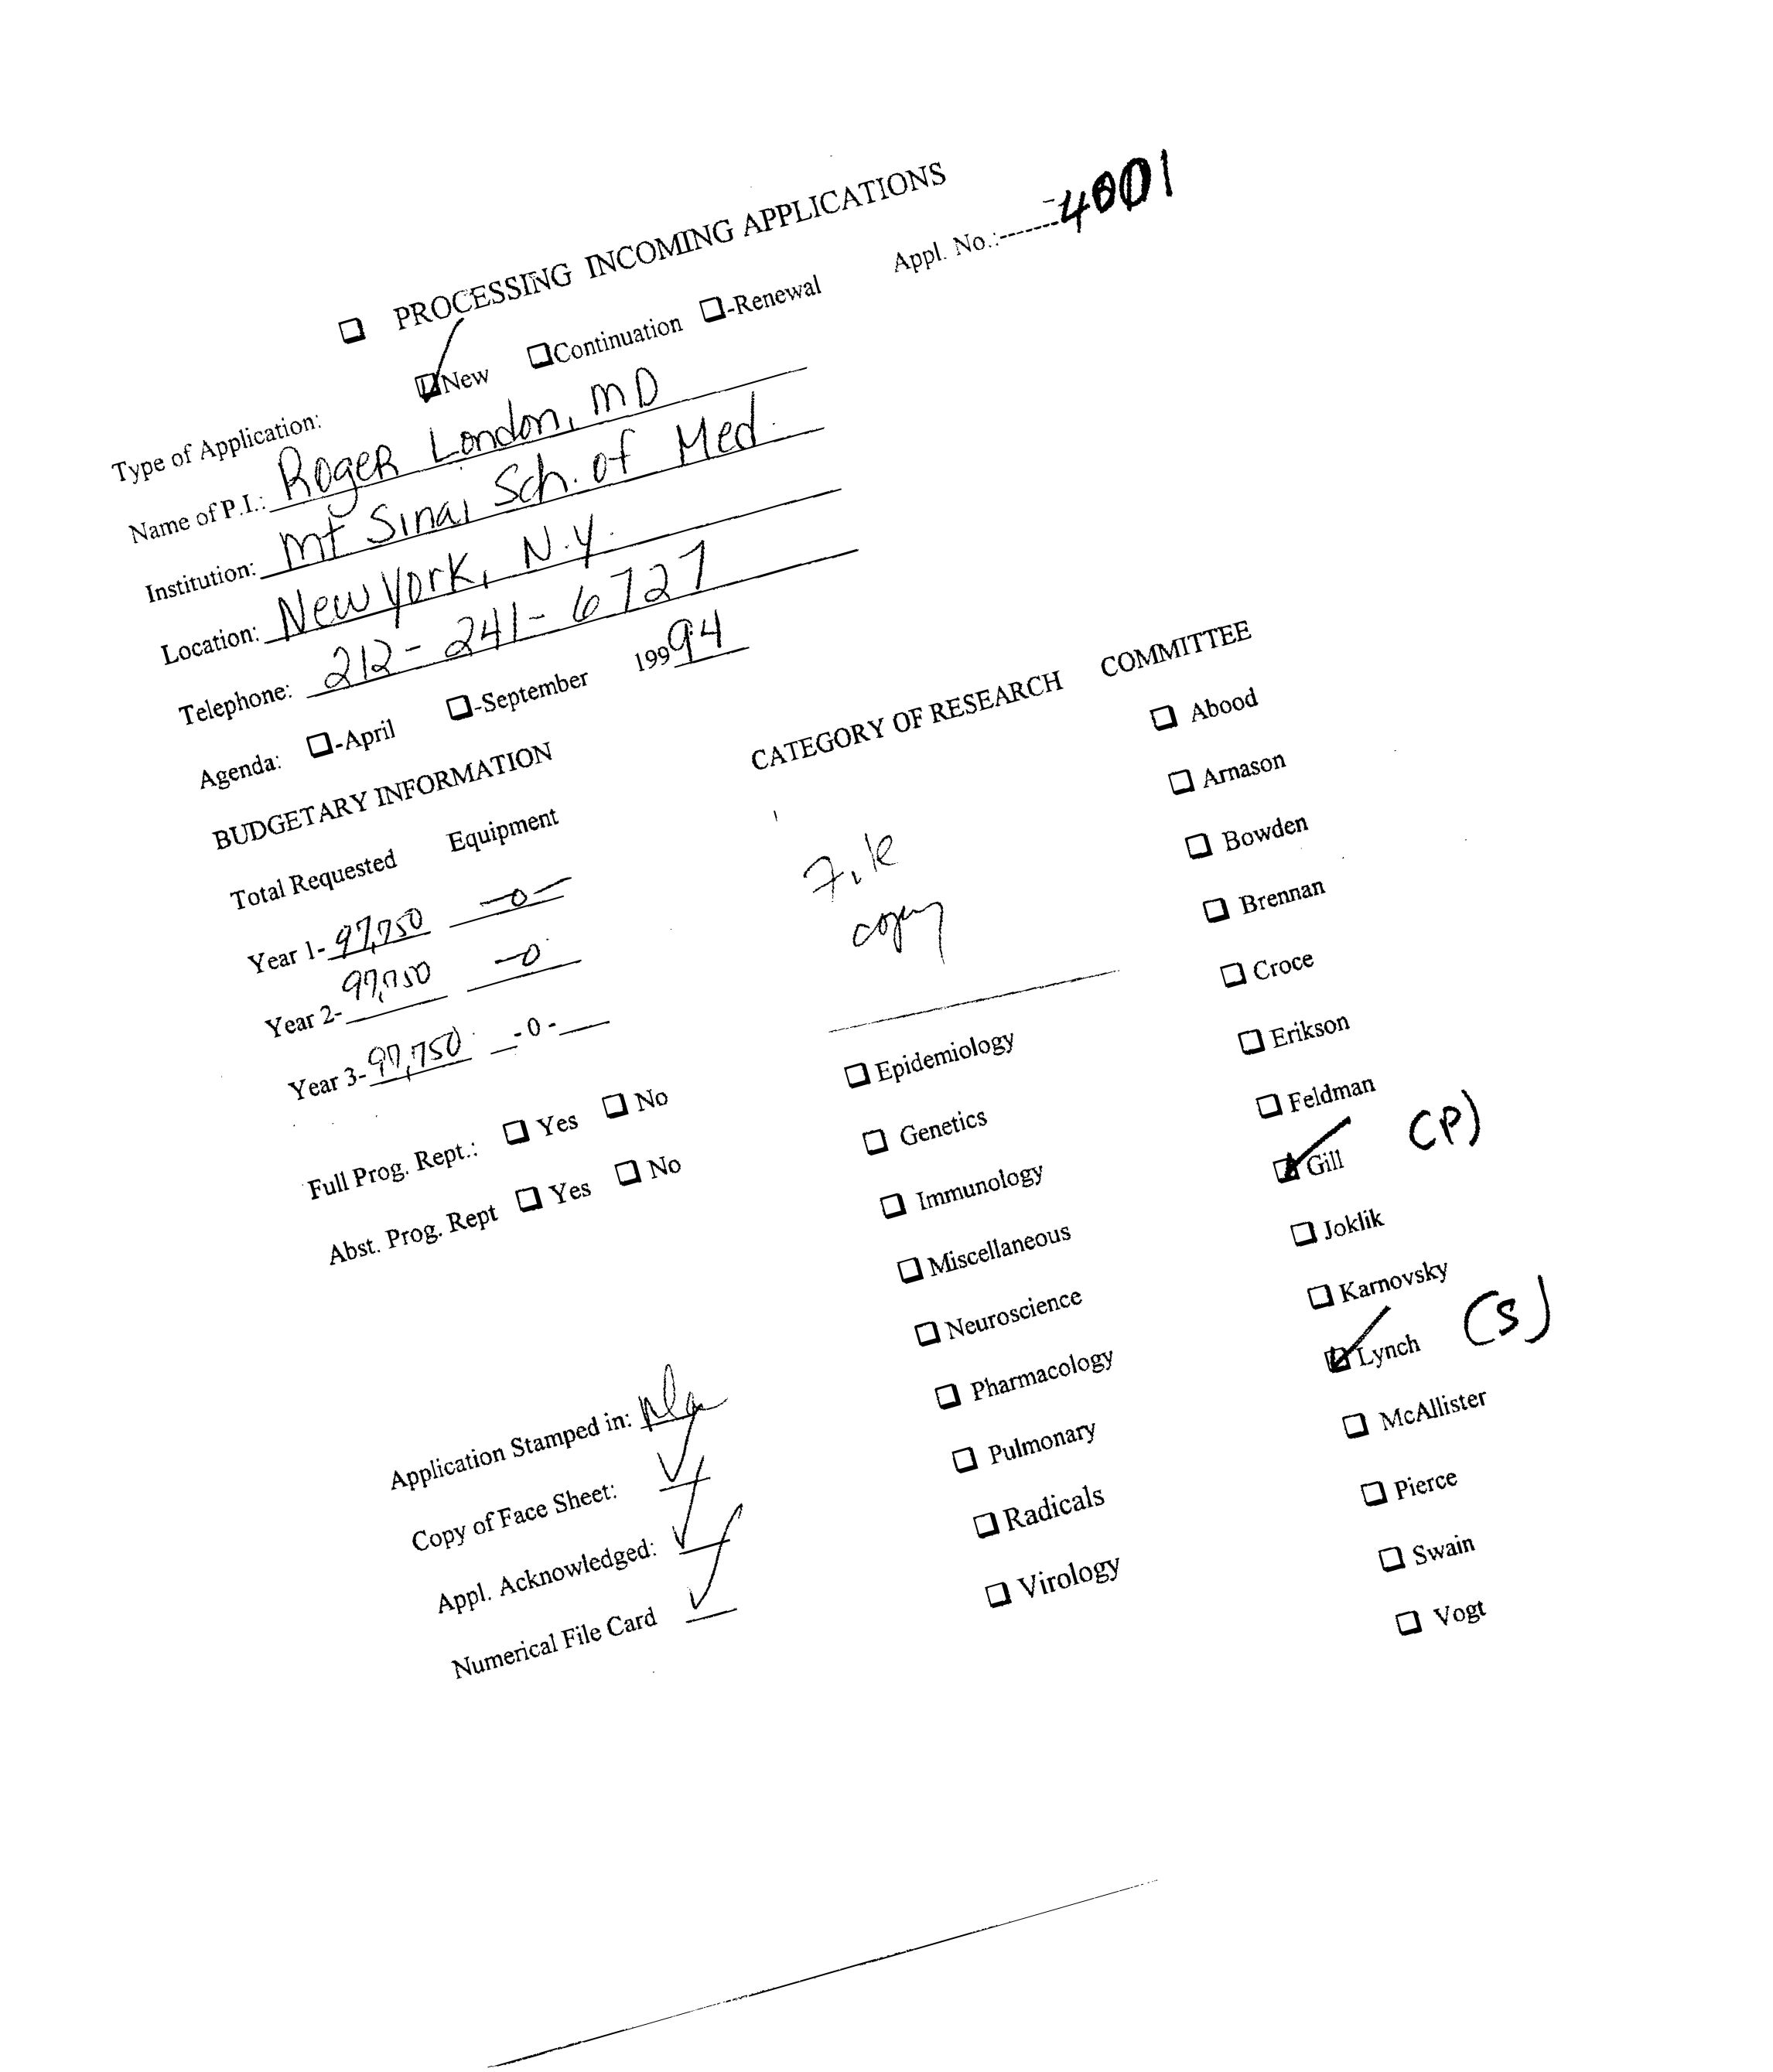 ❑ PROCESSING INCOMING APPLICATIONS
Appl. No.:-------- 4001
Type of Application: ❑New ❑Continuation ❑-Renewal
Name of P.I.: Roger London, MD
Institution: Mt Sinai Sch. of Med.
Location: New York, N.Y.
Telephone: 212-241-6727
Agenda: ❑-April ❑-September 19994
BUDGETARY INFORMATION
Total Requested Equipment
Year 1- 97,750 -0-
Year 2- 97,750 -0
Year 3- 97,750 -0-
Full Prog. Rept.: ❑ Yes ❑ No
Abst. Prog. Rept ❑ Yes ❑ No
Application Stamped in:
Copy of Face Sheet: ✓
Appl. Acknowledged: ✓
Numerical File Card ✓
CATEGORY OF RESEARCH
File
copy
❑ Epidemiology
❑ Genetics
❑ Immunology
❑ Miscellaneous
❑ Neuroscience
❑ Pharmacology
❑ Pulmonary
❑ Radicals
❑ Virology
COMMITTEE
❑ Abood
❑ Arnason
❑ Bowden
❑ Brennan
❑ Croce
❑ Erikson
❑ Feldman
❑ Gill (P)
❑ Joklik
❑ Karnovsky
❑ Lynch (S)
❑ McAllister
❑ Pierce
❑ Swain
❑ Vogt